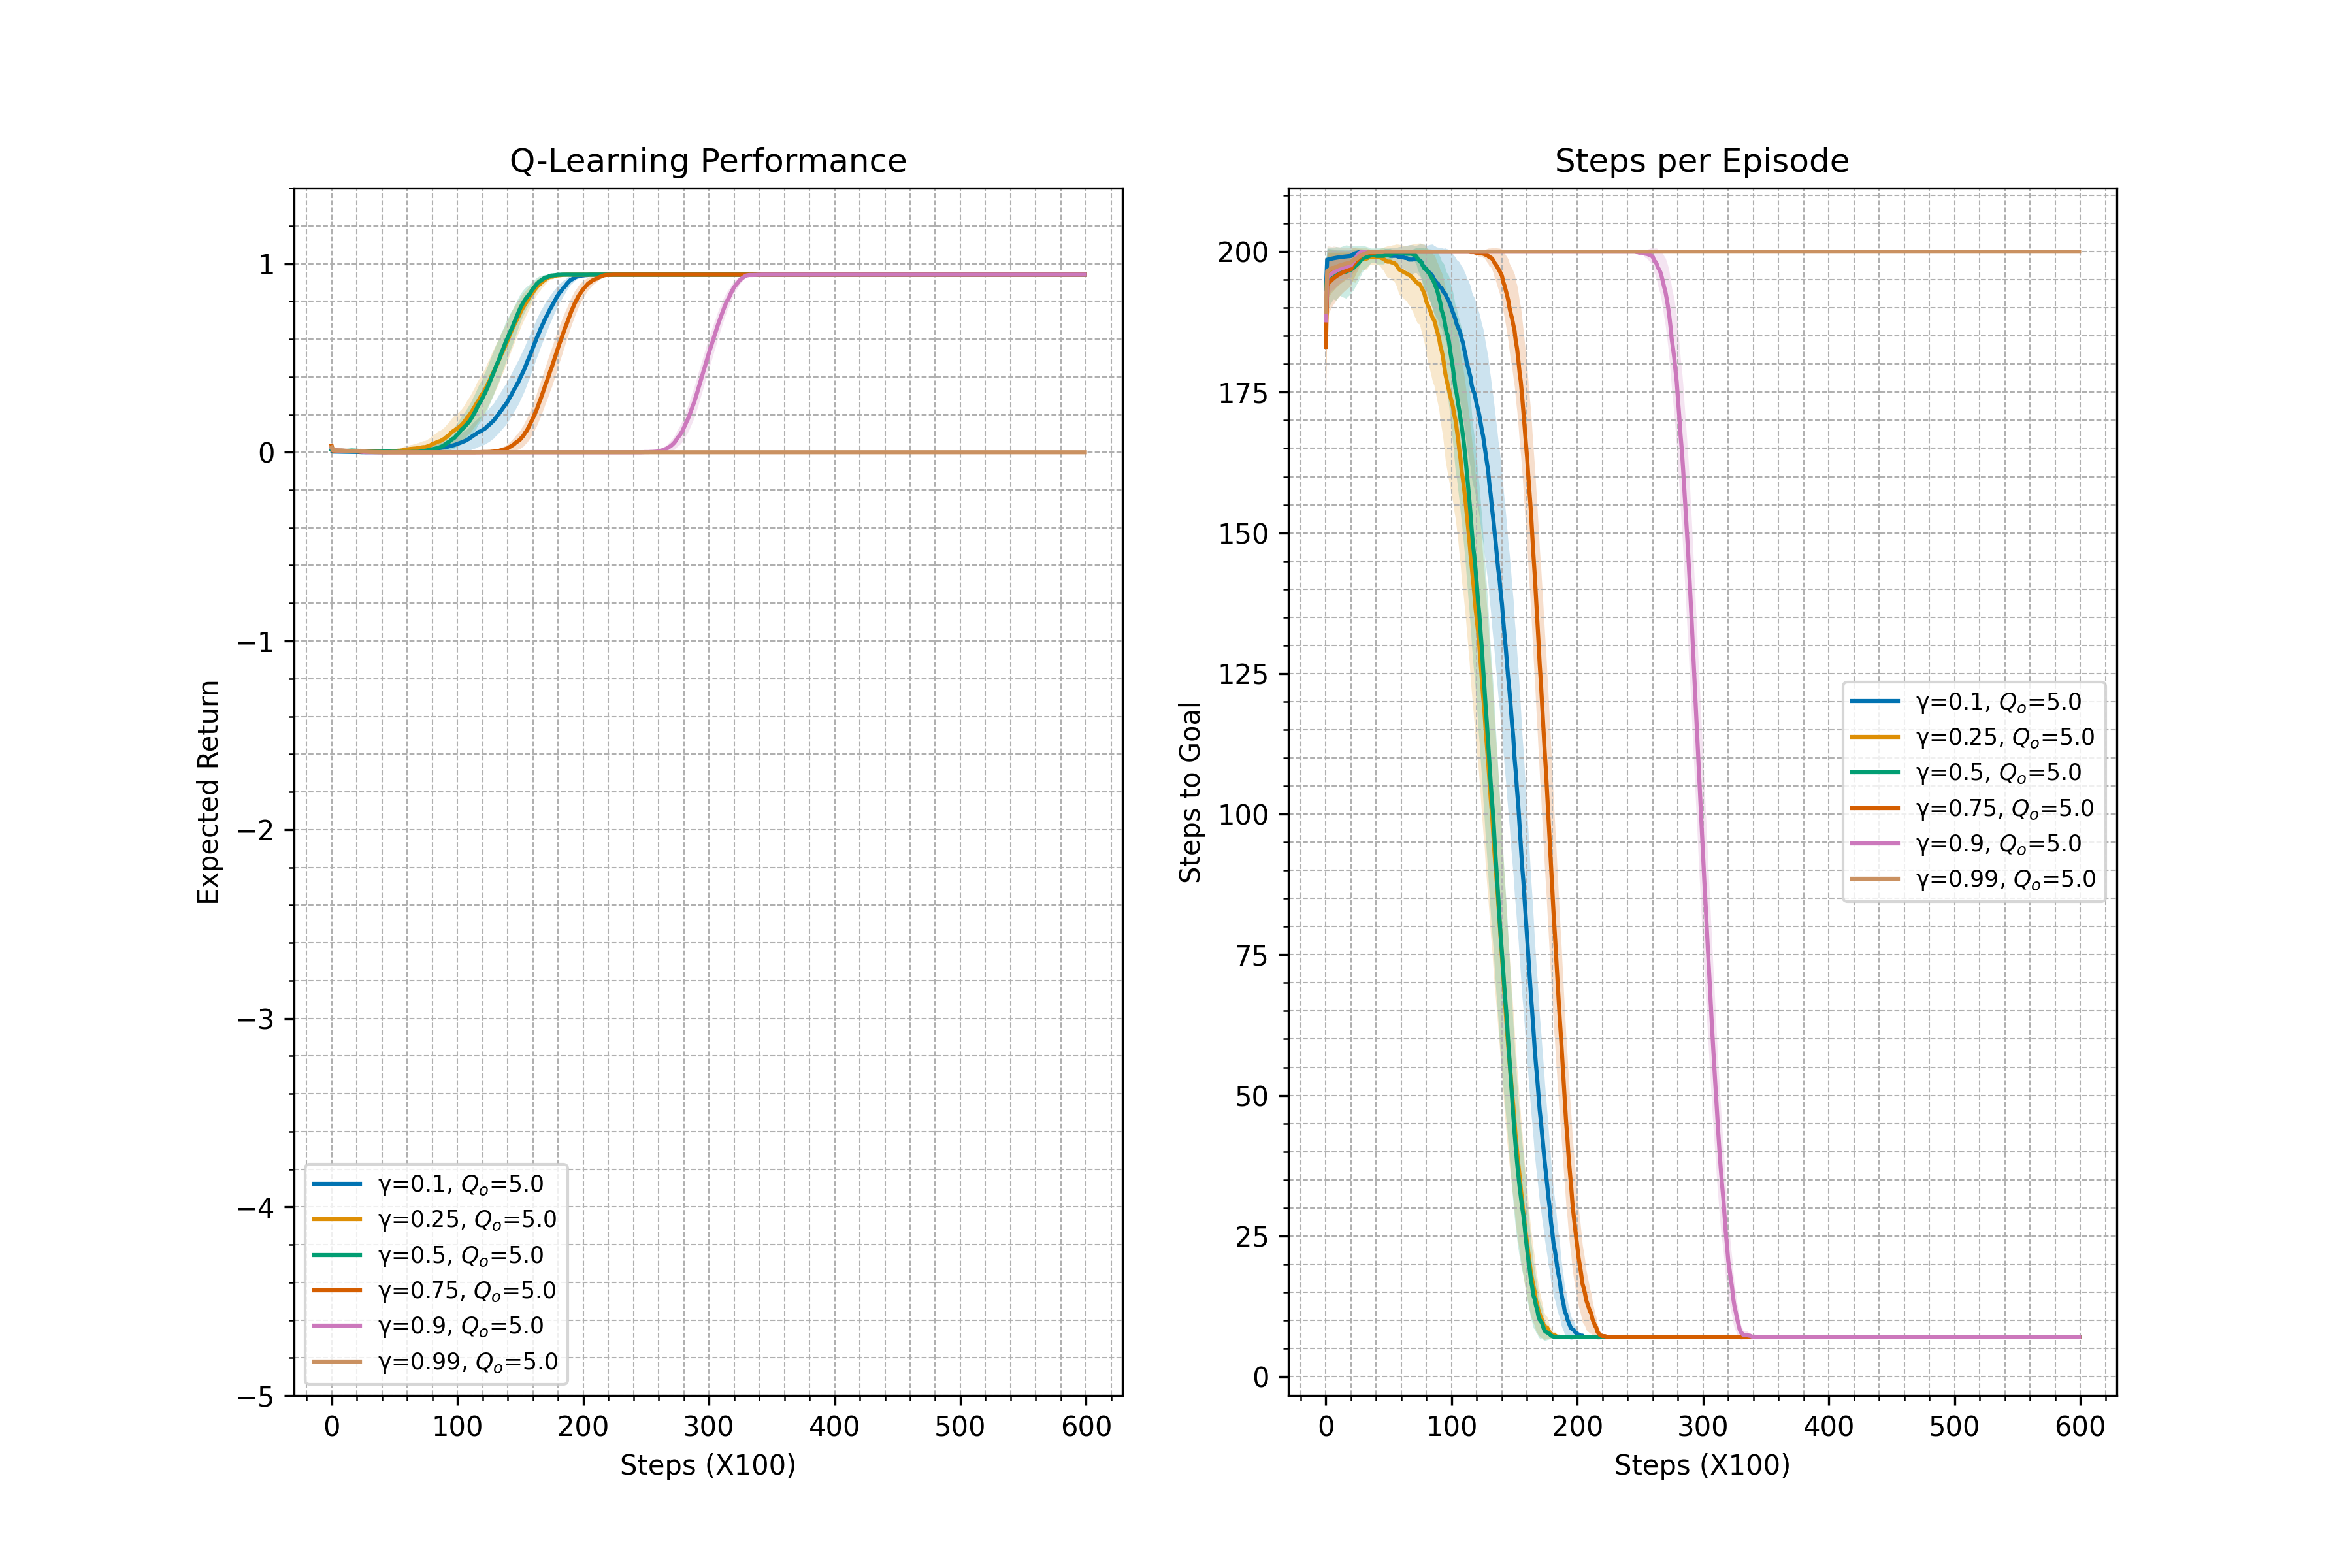 Q-Learning Performance
Expected Return
1
0
−1
−2
−3
−4
−5
0 100 200 300 400 500 600
Steps (X100)
γ=0.1, Qₒ=5.0
γ=0.25, Qₒ=5.0
γ=0.5, Qₒ=5.0
γ=0.75, Qₒ=5.0
γ=0.9, Qₒ=5.0
γ=0.99, Qₒ=5.0
Steps per Episode
Steps to Goal
200
175
150
125
100
75
50
25
0
0 100 200 300 400 500 600
Steps (X100)
γ=0.1, Qₒ=5.0
γ=0.25, Qₒ=5.0
γ=0.5, Qₒ=5.0
γ=0.75, Qₒ=5.0
γ=0.9, Qₒ=5.0
γ=0.99, Qₒ=5.0